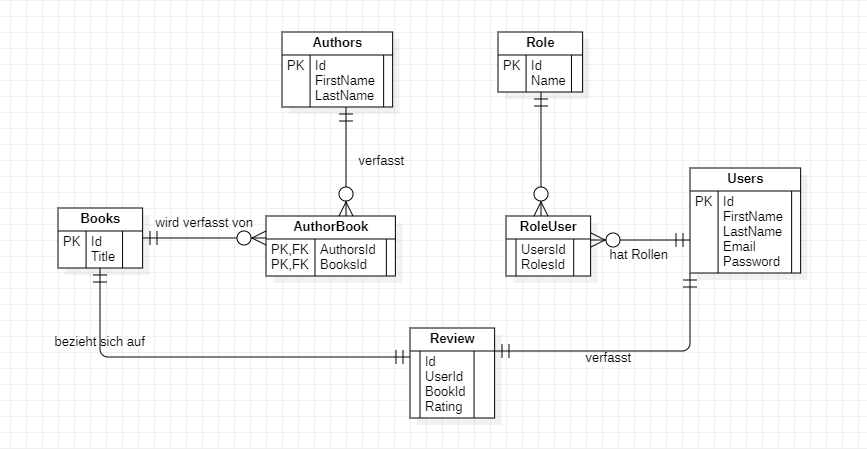 Authors
PK Id
FirstName
LastName
Role
PK Id
Name
verfasst
Users
PK Id
FirstName
LastName
Email
Password
Books
PK Id
Title
wird verfasst von
AuthorBook
PK,FK AuthorsId
PK,FK BooksId
RoleUser
UsersId
RolesId
hat Rollen
bezieht sich auf
Review
Id
UserId
BookId
Rating
verfasst